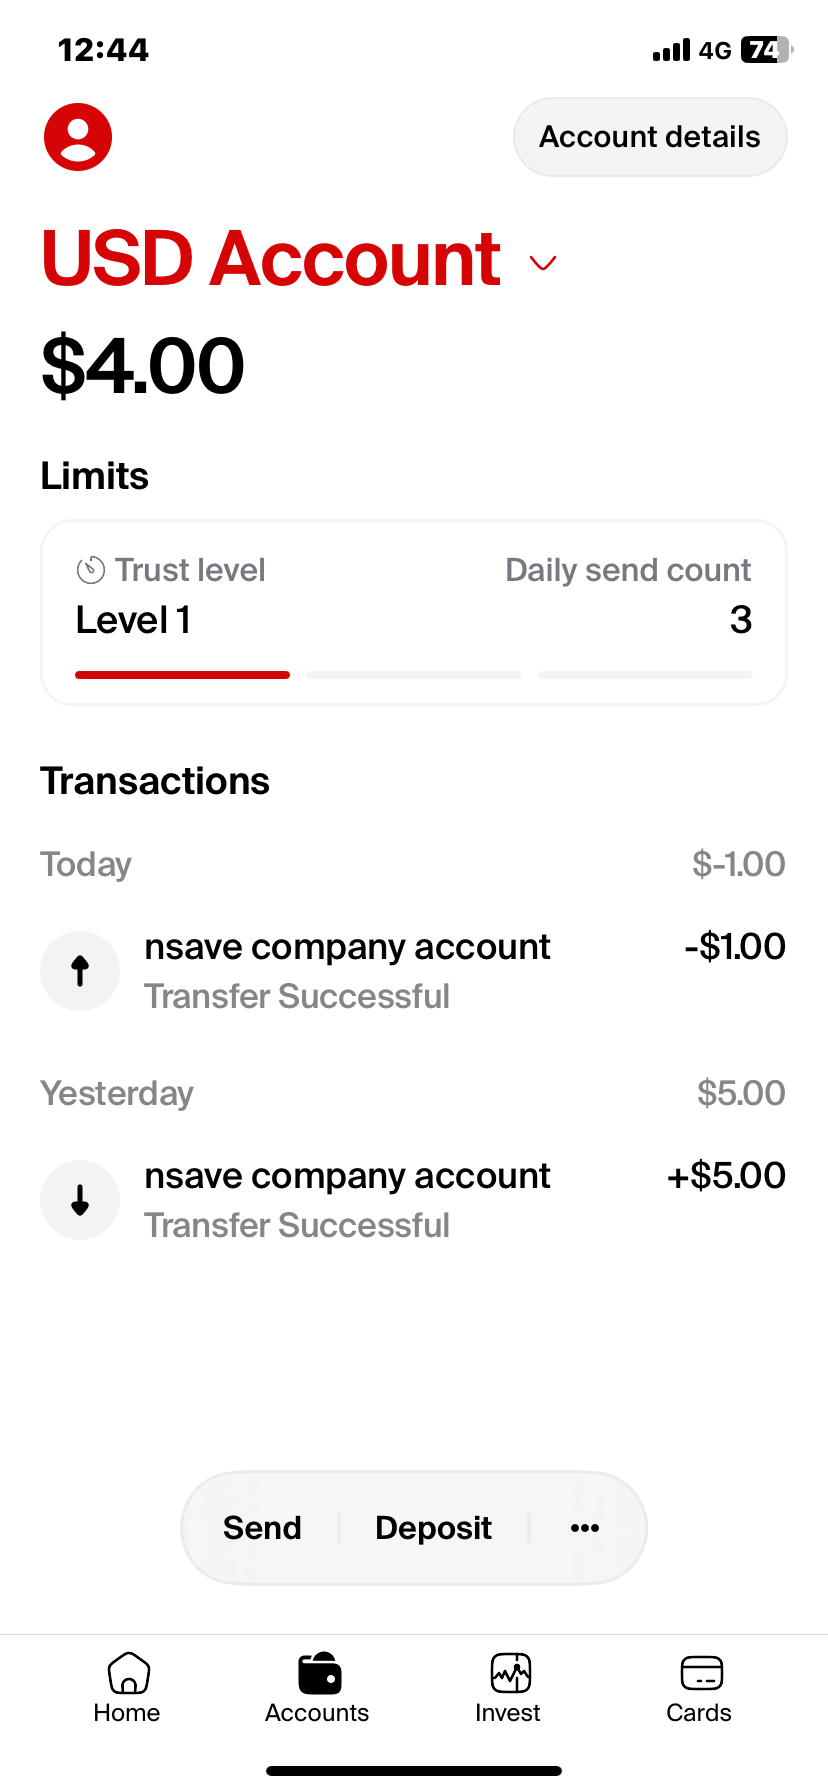 12:44
4G 74
Account details
USD Account
$4.00
Limits
Trust level Daily send count
Level 1 3
Transactions
Today $-1.00
nsave company account -$1.00
Transfer Successful
Yesterday $5.00
nsave company account +$5.00
Transfer Successful
Send Deposit •••
Home Accounts Invest Cards